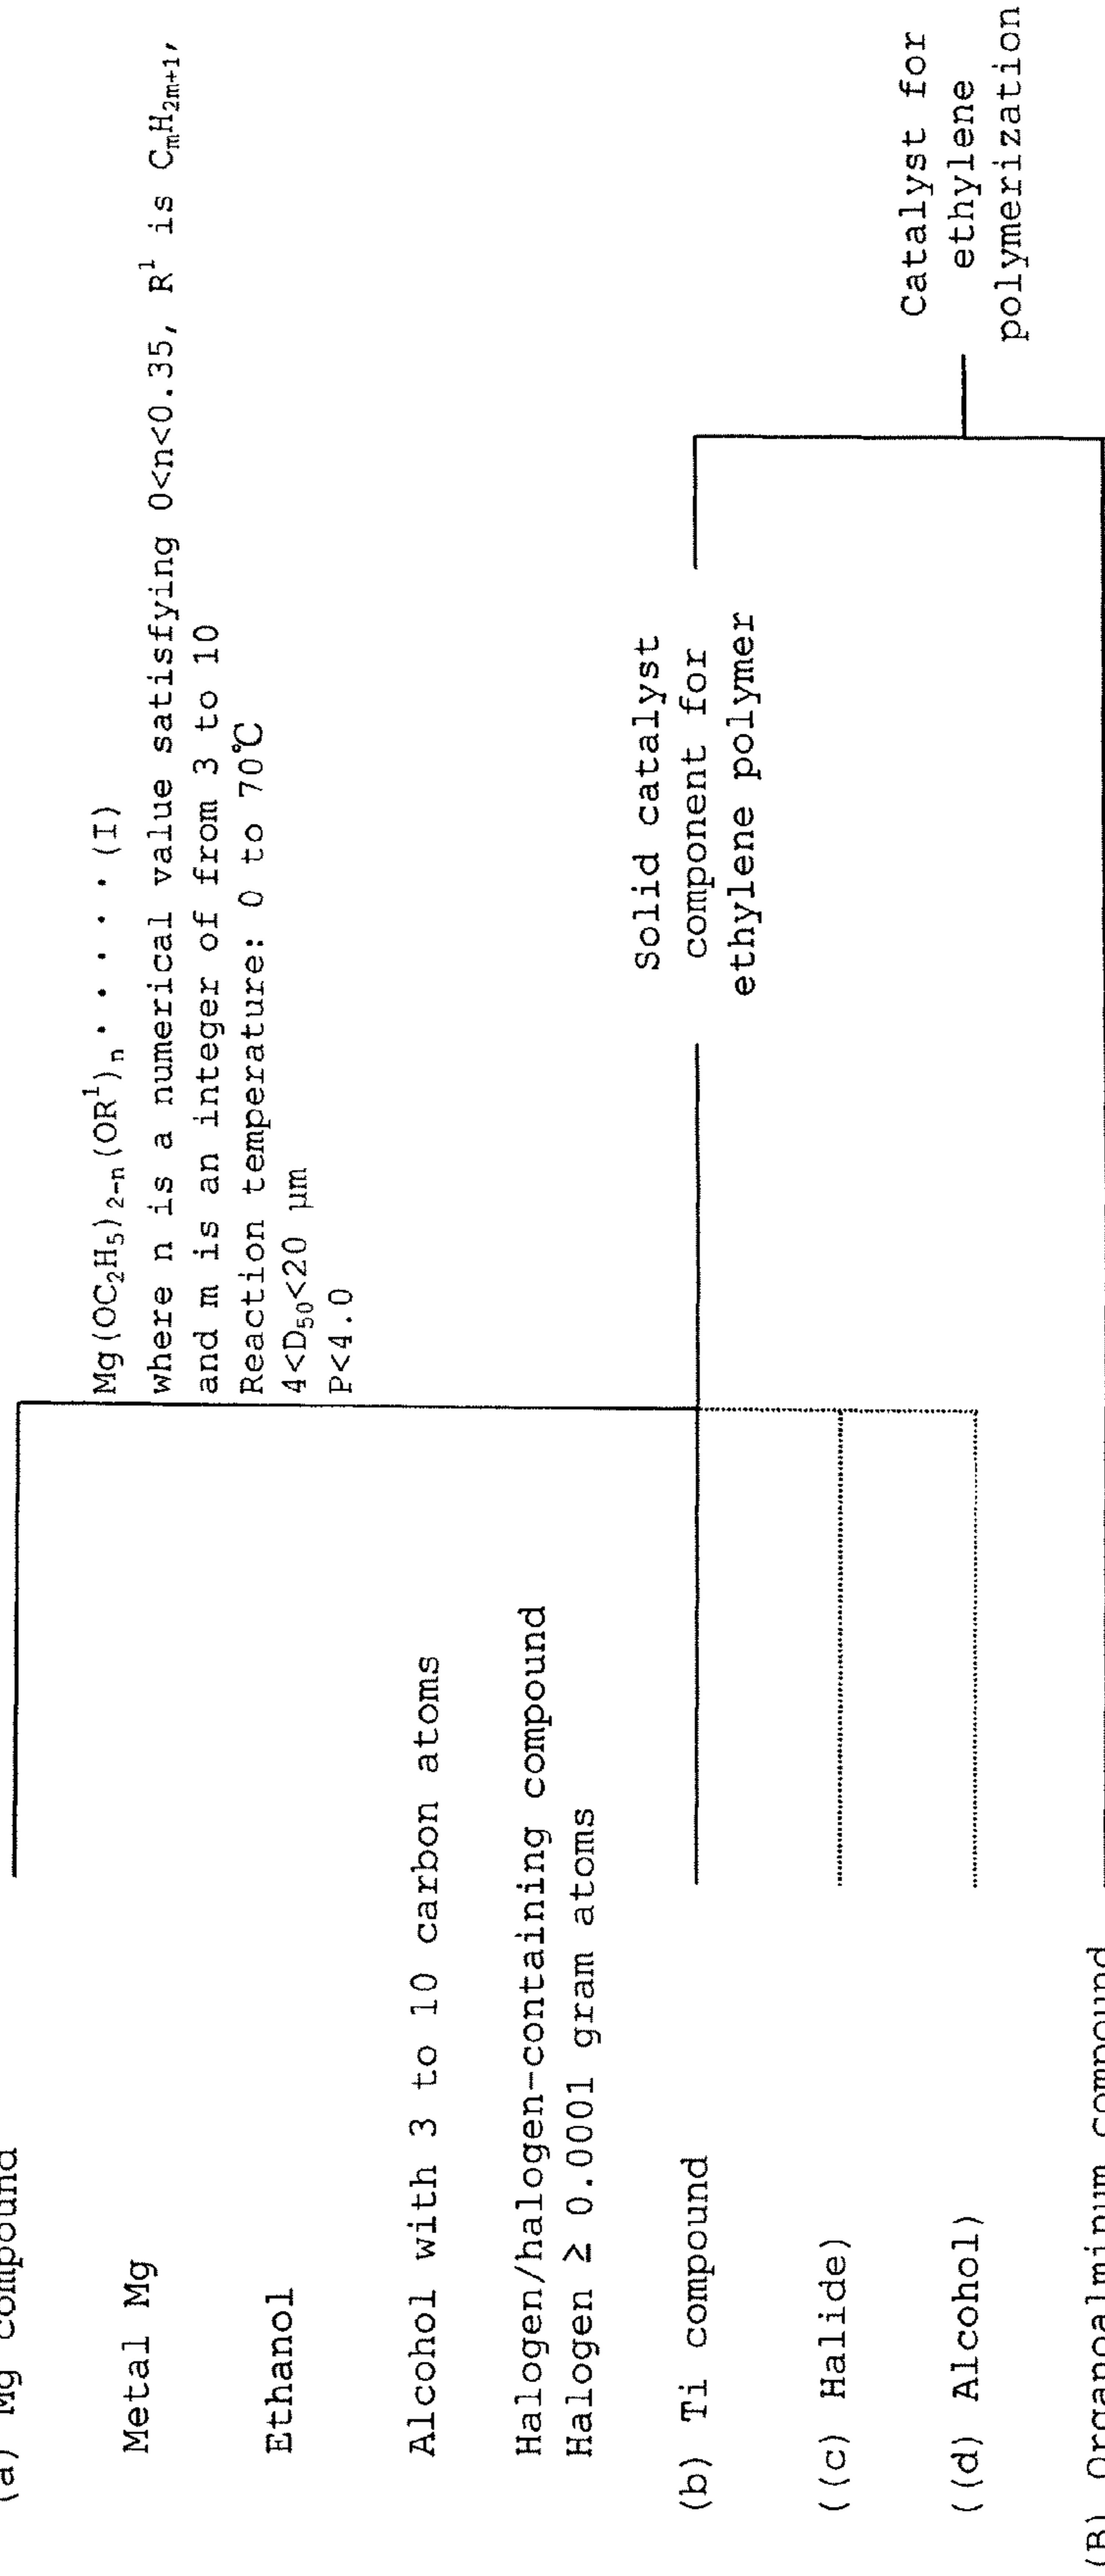 (a) Mg compound
Mg(OC₂H₅)₂₋ₙ(OR¹)ₙ・・・・・(I)
where n is a numerical value satisfying 0<n<0.35, R¹ is CₘH₂ₘ₊₁,
and m is an integer of from 3 to 10
Reaction temperature: 0 to 70℃
4<D₅₀<20 μm
P<4.0
Metal Mg
Ethanol
Alcohol with 3 to 10 carbon atoms
Halogen/halogen-containing compound
Halogen ≥ 0.0001 gram atoms
(b) Ti compound
((c) Halide)
((d) Alcohol)
Solid catalyst
component for
ethylene polymer
Catalyst for
ethylene
polymerization
(B) Organoalminum compound